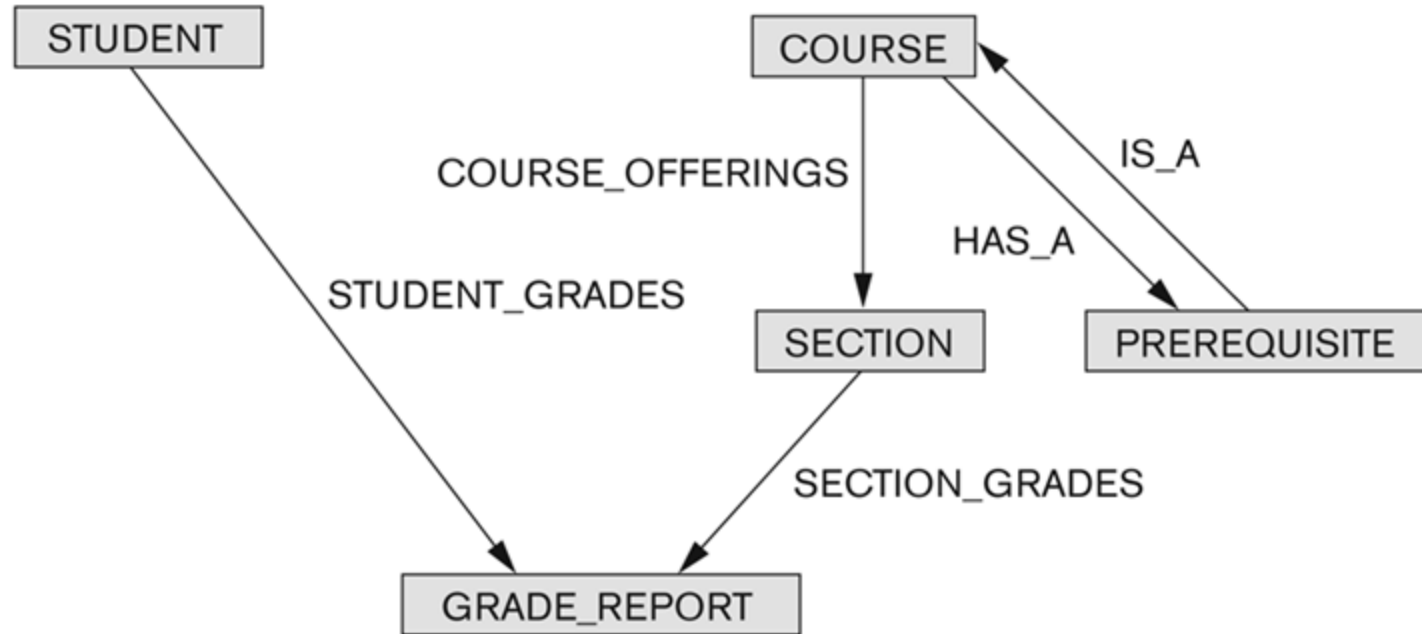 STUDENT
COURSE
COURSE_OFFERINGS
IS_A
HAS_A
STUDENT_GRADES
SECTION
PREREQUISITE
SECTION_GRADES
GRADE_REPORT